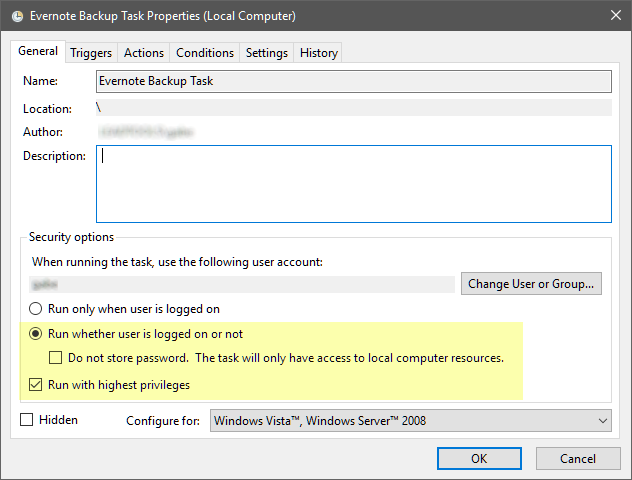 Evernote Backup Task Properties (Local Computer)
General Triggers Actions Conditions Settings History
Name: Evernote Backup Task
Location: \
Author:
Description:
Security options
When running the task, use the following user account:
Change User or Group...
Run only when user is logged on
Run whether user is logged on or not
Do not store password. The task will only have access to local computer resources.
Run with highest privileges
Hidden Configure for: Windows Vista™, Windows Server™ 2008
OK Cancel